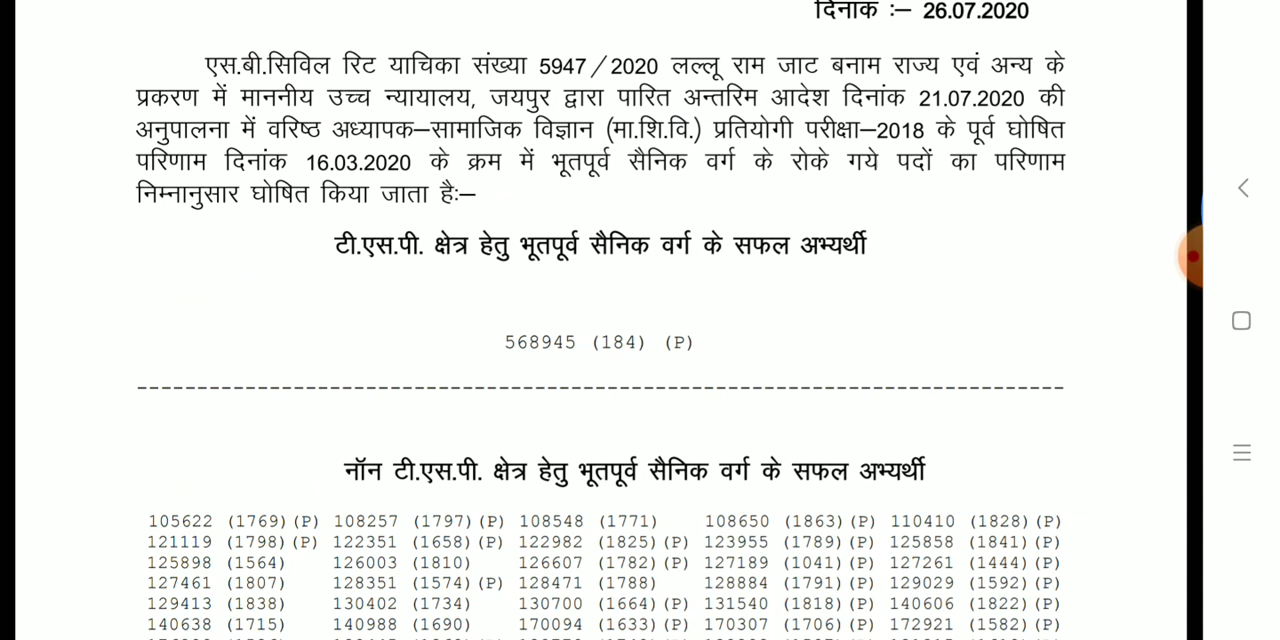 दिनांक :– 26.07.2020
एस.बी.सिविल रिट याचिका संख्या 5947/2020 लल्लू राम जाट बनाम राज्य एवं अन्य के
प्रकरण में माननीय उच्च न्यायालय, जयपुर द्वारा पारित अन्तरिम आदेश दिनांक 21.07.2020 की
अनुपालना में वरिष्ठ अध्यापक–सामाजिक विज्ञान (मा.शि.वि.) प्रतियोगी परीक्षा–2018 के पूर्व घोषित
परिणाम दिनांक 16.03.2020 के क्रम में भूतपूर्व सैनिक वर्ग के रोके गये पदों का परिणाम
निम्नानुसार घोषित किया जाता है:–
टी.एस.पी. क्षेत्र हेतु भूतपूर्व सैनिक वर्ग के सफल अभ्यर्थी
568945 (184) (P)
नॉन टी.एस.पी. क्षेत्र हेतु भूतपूर्व सैनिक वर्ग के सफल अभ्यर्थी
105622 (1769)(P) 108257 (1797)(P) 108548 (1771) 108650 (1863)(P) 110410 (1828)(P)
121119 (1798)(P) 122351 (1658)(P) 122982 (1825)(P) 123955 (1789)(P) 125858 (1841)(P)
125898 (1564) 126003 (1810) 126607 (1782)(P) 127189 (1041)(P) 127261 (1444)(P)
127461 (1807) 128351 (1574)(P) 128471 (1788) 128884 (1791)(P) 129029 (1592)(P)
129413 (1838) 130402 (1734) 130700 (1664)(P) 131540 (1818)(P) 140606 (1822)(P)
140638 (1715) 140988 (1690) 170094 (1633)(P) 170307 (1706)(P) 172921 (1582)(P)